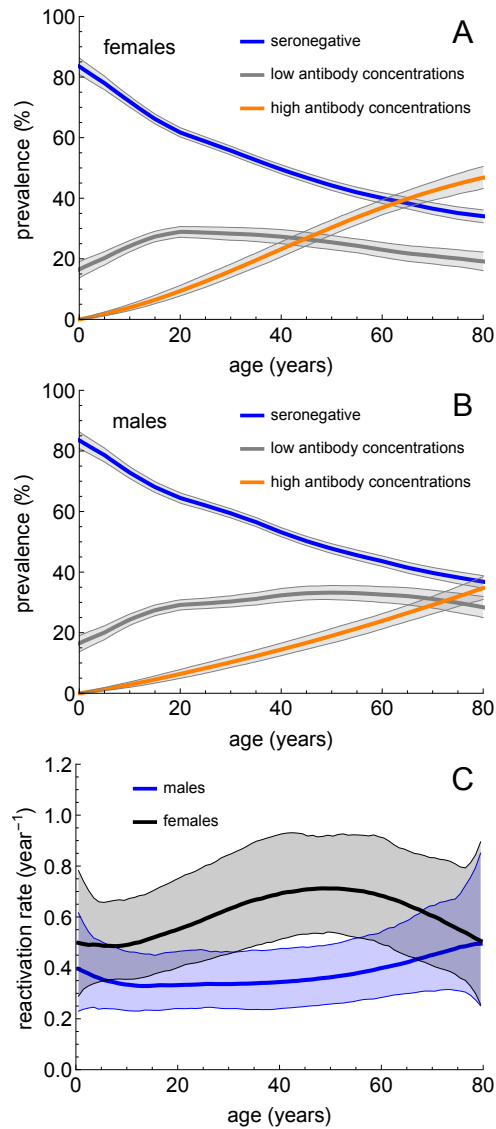 A
females
seronegative
low antibody concentrations
high antibody concentrations
prevalence (%)
100
80
60
40
20
0
0 20 40 60 80
age (years)
B
males
seronegative
low antibody concentrations
high antibody concentrations
prevalence (%)
100
80
60
40
20
0
0 20 40 60 80
age (years)
C
males
females
reactivation rate (year⁻¹)
1.2
1.0
0.8
0.6
0.4
0.2
0.0
0 20 40 60 80
age (years)